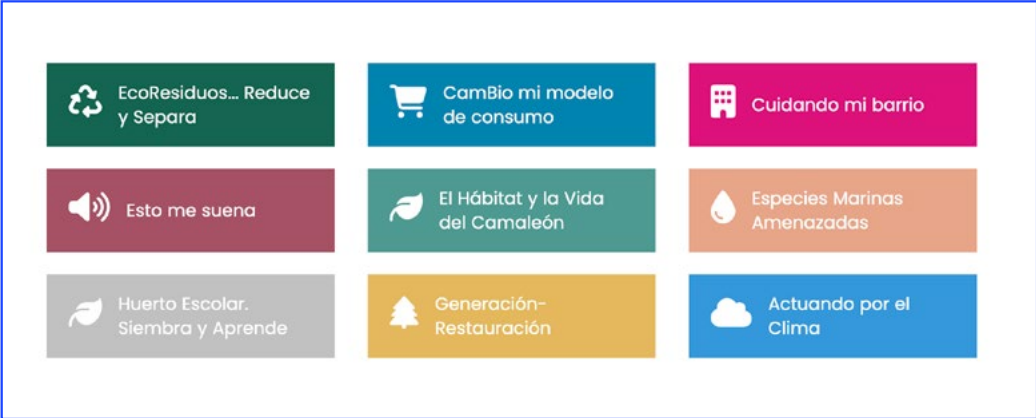 EcoResiduos... Reduce
y Separa
CamBio mi modelo
de consumo
Cuidando mi barrio
Esto me suena
El Hábitat y la Vida
del Camaleón
Especies Marinas
Amenazadas
Huerto Escolar.
Siembra y Aprende
Generación-
Restauración
Actuando por el
Clima